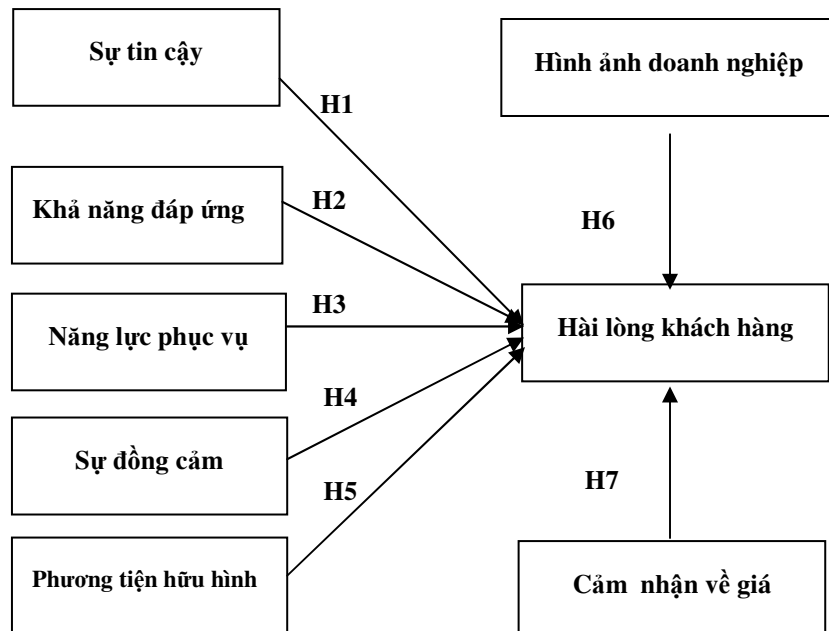 Sự tin cậy
Hình ảnh doanh nghiệp
H1
Khả năng đáp ứng
H2
H6
Năng lực phục vụ
H3
Hài lòng khách hàng
H4
Sự đồng cảm
H5
H7
Phương tiện hữu hình
Cảm nhận về giá